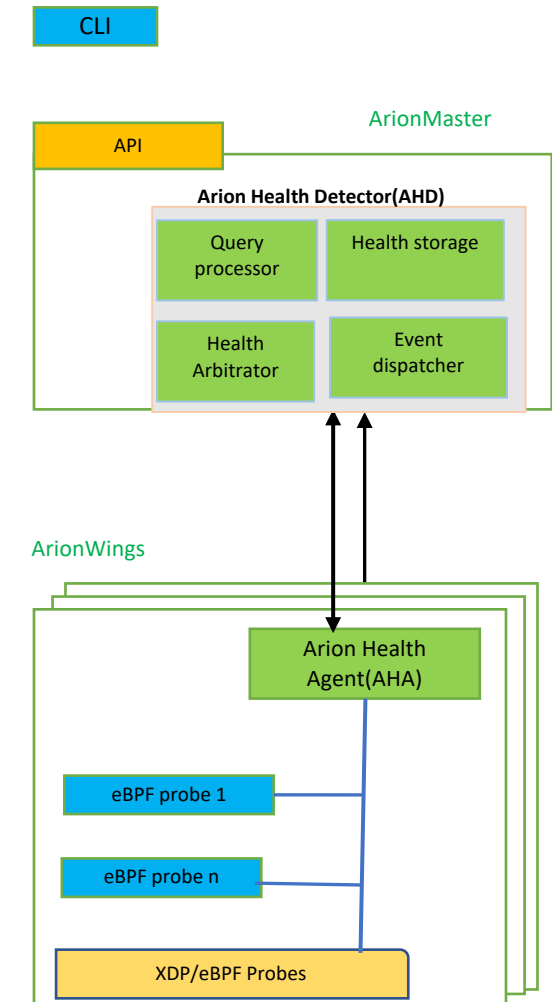 CLI
ArionMaster
API
Arion Health Detector(AHD)
Query
processor
Health storage
Health
Arbitrator
Event
dispatcher
ArionWings
Arion Health
Agent(AHA)
eBPF probe 1
eBPF probe n
XDP/eBPF Probes